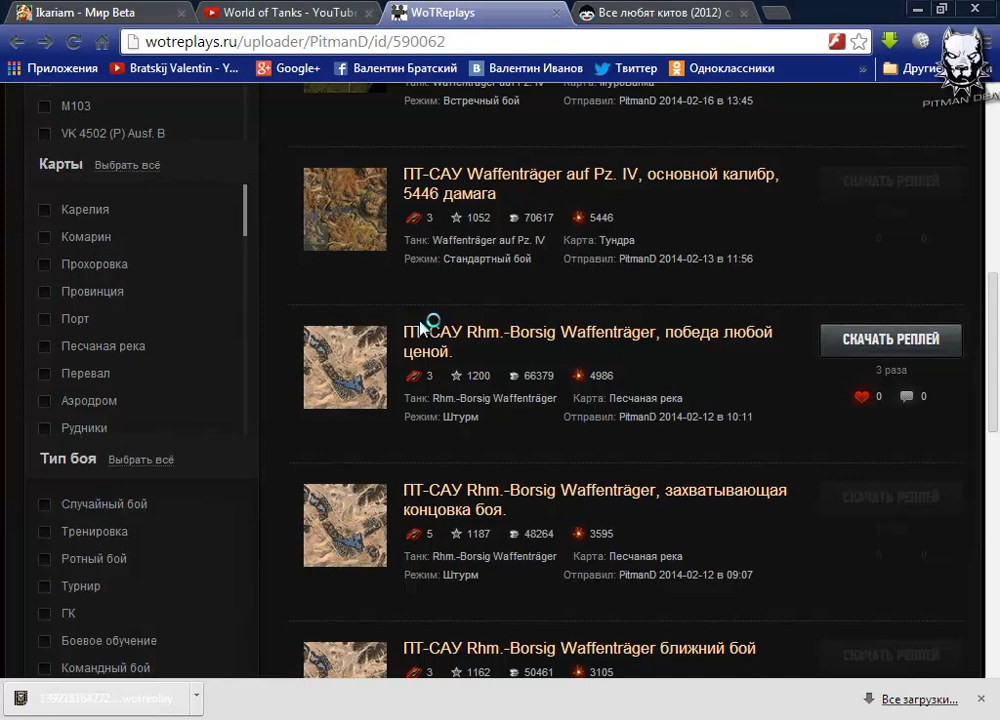 Ikariam - Мир Beta
World of Tanks - YouTube
WoTReplays
Все любят китов (2012) с
wotreplays.ru/uploader/PitmanD/id/590062
Приложения
Bratskij Valentin - Y...
Google+
Валентин Братский
Валентин Иванов
Твиттер
Одноклассники
»
Другие
PITMAN DEA
M103
VK 4502 (P) Ausf. B
Карты Выбрать всё
Карелия
Комарин
Прохоровка
Провинция
Порт
Песчаная река
Перевал
Аэродром
Рудники
Тип боя Выбрать всё
Случайный бой
Тренировка
Ротный бой
Турнир
ГК
Боевое обучение
Командный бой
Режим: Встречный бой Отправил: PitmanD 2014-02-16 в 13:45
ПТ-САУ Waffenträger auf Pz. IV, основной калибр,
5446 дамага
3 1052 70617 5446
Танк: Waffenträger auf Pz. IV Карта: Тундра
Режим: Стандартный бой Отправил: PitmanD 2014-02-13 в 11:56
СКАЧАТЬ РЕПЛЕЙ
0 0
ПТ-САУ Rhm.-Borsig Waffenträger, победа любой
ценой.
3 1200 66379 4986
Танк: Rhm.-Borsig Waffenträger Карта: Песчаная река
Режим: Штурм Отправил: PitmanD 2014-02-12 в 10:11
СКАЧАТЬ РЕПЛЕЙ
3 раза
0 0
ПТ-САУ Rhm.-Borsig Waffenträger, захватывающая
концовка боя.
5 1187 48264 3595
Танк: Rhm.-Borsig Waffenträger Карта: Песчаная река
Режим: Штурм Отправил: PitmanD 2014-02-12 в 09:07
СКАЧАТЬ РЕПЛЕЙ
ПТ-САУ Rhm.-Borsig Waffenträger ближний бой
3 1162 50461 3105
СКАЧАТЬ РЕПЛЕЙ
Все загрузки...